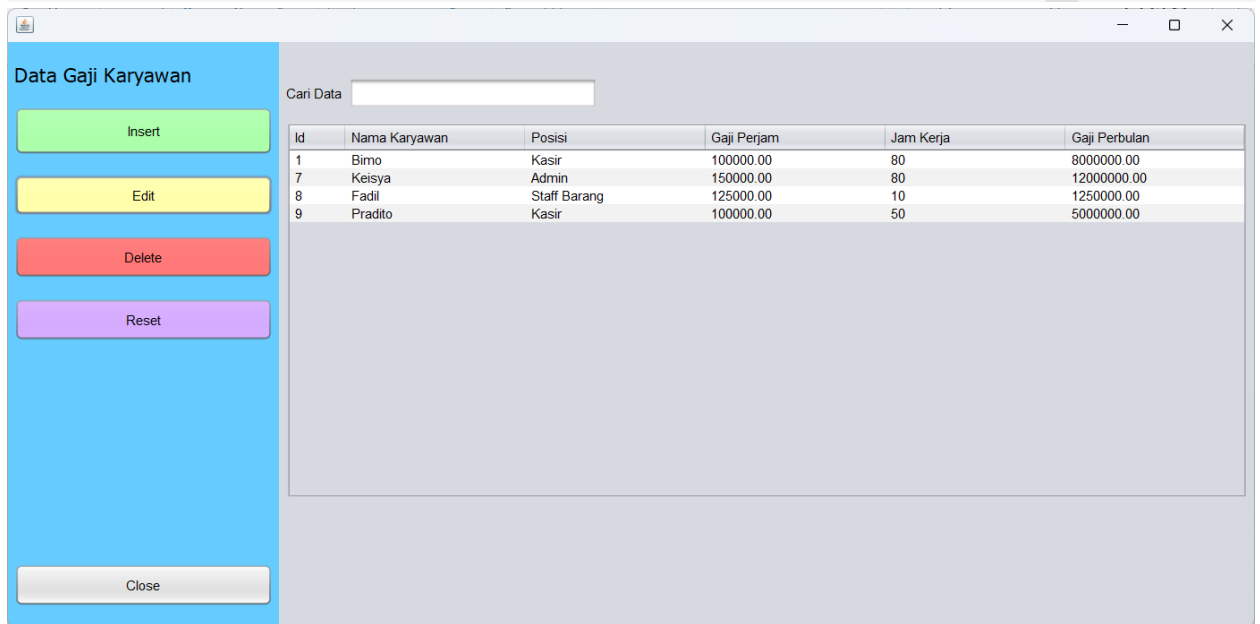 Data Gaji Karyawan
Insert
Edit
Delete
Reset
Close
Cari Data
Id Nama Karyawan Posisi Gaji Perjam Jam Kerja Gaji Perbulan
1 Bimo Kasir 100000.00 80 8000000.00
7 Keisya Admin 150000.00 80 12000000.00
8 Fadil Staff Barang 125000.00 10 1250000.00
9 Pradito Kasir 100000.00 50 5000000.00